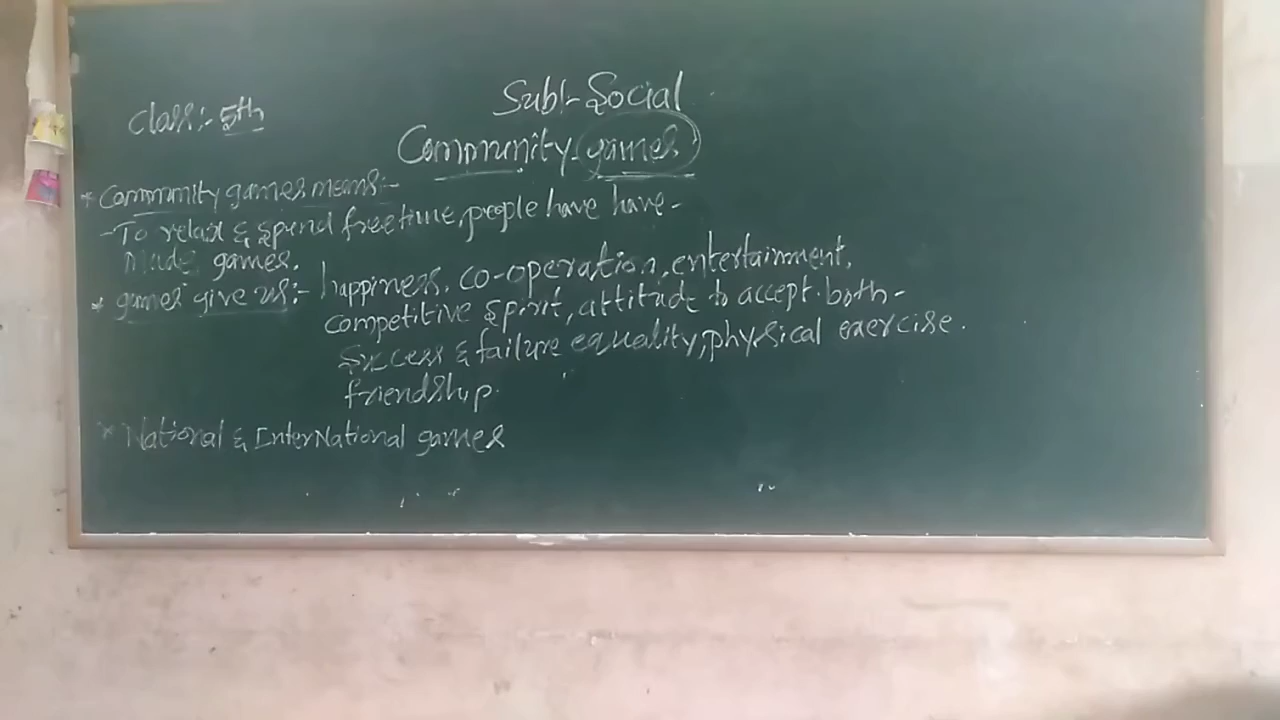 Sub:- Social
Class:- 5th
Community games
* Community games means:-
- To relax & spend free time, people have have -
made games.
* games give us:- happiness, co-operation, entertainment,
competitive spirit, attitude to accept both -
success & failure equality, physical exercise.
friendship.
* National & InterNational games